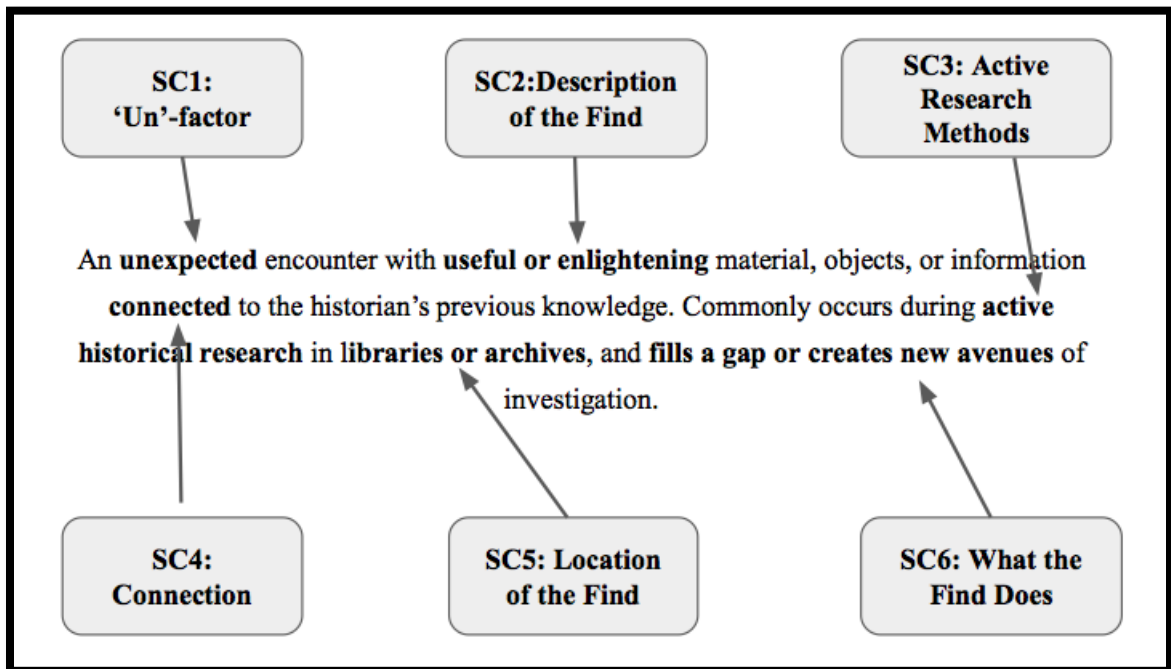 SC1:
‘Un’-factor
SC2:Description
of the Find
SC3: Active
Research
Methods
An unexpected encounter with useful or enlightening material, objects, or information
connected to the historian’s previous knowledge. Commonly occurs during active
historical research in libraries or archives, and fills a gap or creates new avenues of
investigation.
SC4:
Connection
SC5: Location
of the Find
SC6: What the
Find Does